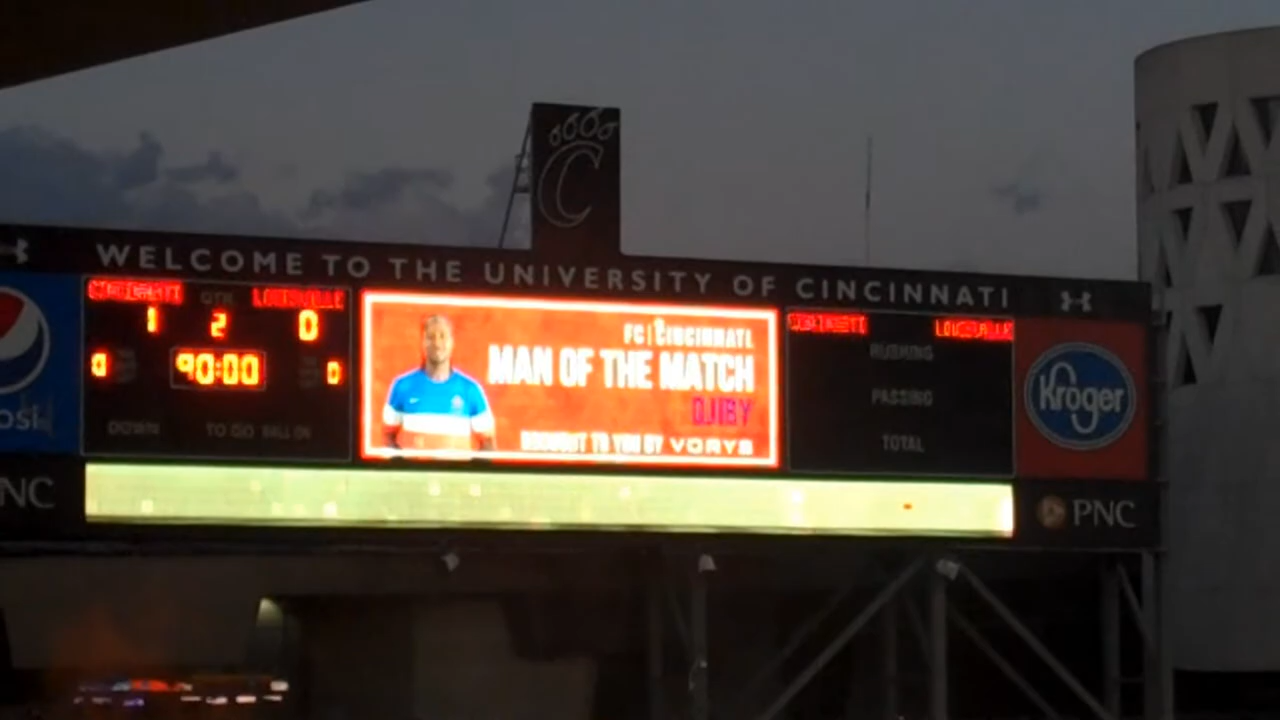 C
WELCOME TO THE UNIVERSITY OF CINCINNATI
CINCINNATI QTR LOUISVILLE
1 2 0
0 90:00 0
DOWN TO GO BALL ON
FC CINCINNATI
MAN OF THE MATCH
DJIBY
BROUGHT TO YOU BY VORYS
CINCINNATI LOUISVILLE
RUSHING
PASSING
TOTAL
Kröger
NC
PNC